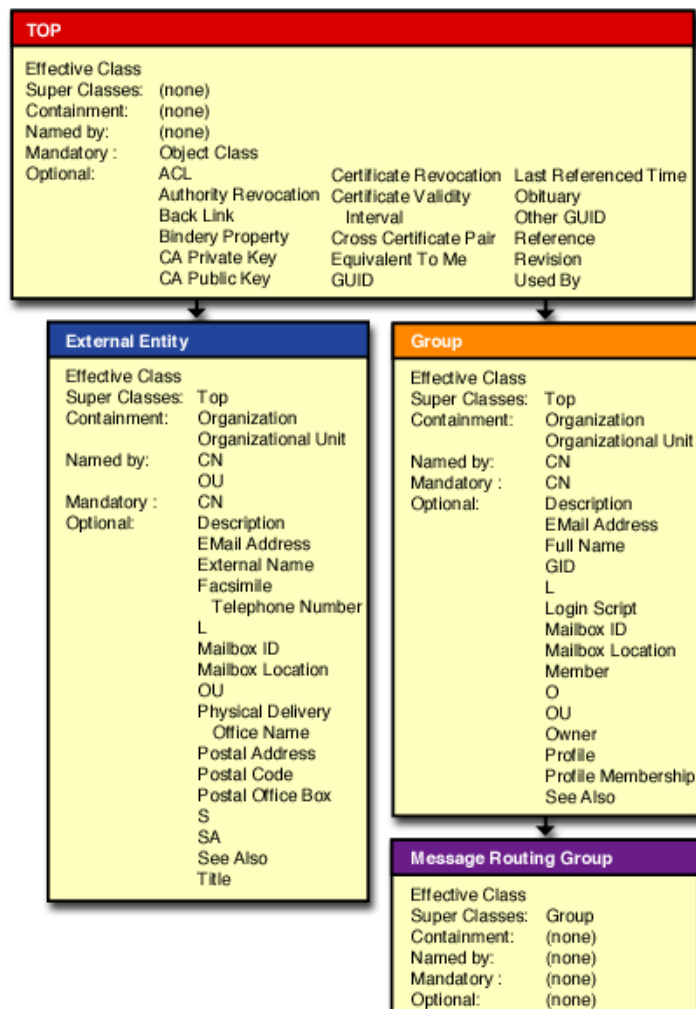 TOP
Effective Class
Super Classes: (none)
Containment: (none)
Named by: (none)
Mandatory : Object Class
Optional: ACL Certificate Revocation Last Referenced Time
Authority Revocation Certificate Validity Obituary
Back Link Interval Other GUID
Bindery Property Cross Certificate Pair Reference
CA Private Key Equivalent To Me Revision
CA Public Key GUID Used By
External Entity
Effective Class
Super Classes: Top
Containment: Organization
Organizational Unit
Named by: CN
OU
Mandatory : CN
Optional: Description
EMail Address
External Name
Facsimile
Telephone Number
L
Mailbox ID
Mailbox Location
OU
Physical Delivery
Office Name
Postal Address
Postal Code
Postal Office Box
S
SA
See Also
Title
Group
Effective Class
Super Classes: Top
Containment: Organization
Organizational Unit
Named by: CN
Mandatory : CN
Optional: Description
EMail Address
Full Name
GID
L
Login Script
Mailbox ID
Mailbox Location
Member
O
OU
Owner
Profile
Profile Membership
See Also
Message Routing Group
Effective Class
Super Classes: Group
Containment: (none)
Named by: (none)
Mandatory : (none)
Optional: (none)